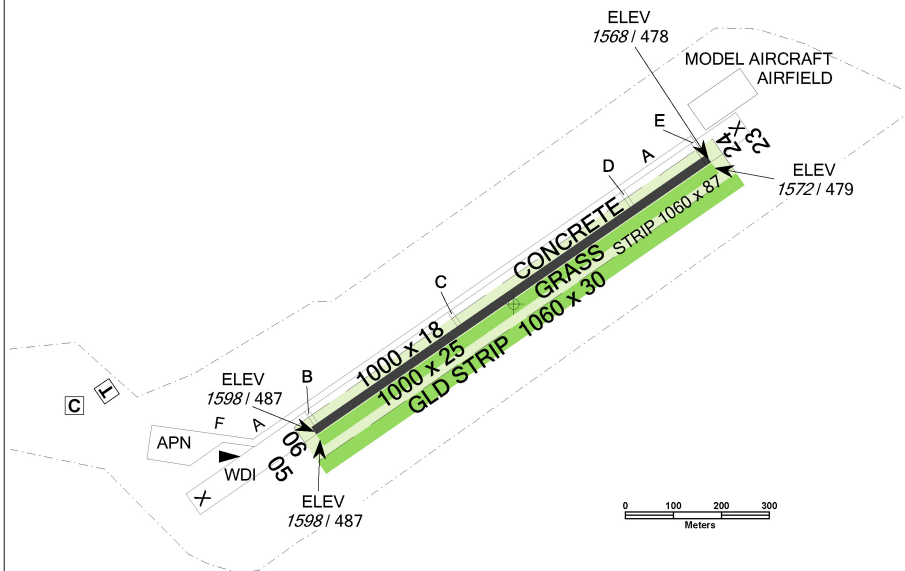 ELEV
1568 / 478
MODEL AIRCRAFT
AIRFIELD
E
A
24
23
X
D
ELEV
1572 / 479
CONCRETE
GRASS
STRIP 1060 x 87
C
1000 x 18
1000 x 25
GLD STRIP 1060 x 30
ELEV
1598 / 487
B
T
C
F
A
APN
WDI
06
05
X
ELEV
1598 / 487
0 100 200 300
Meters